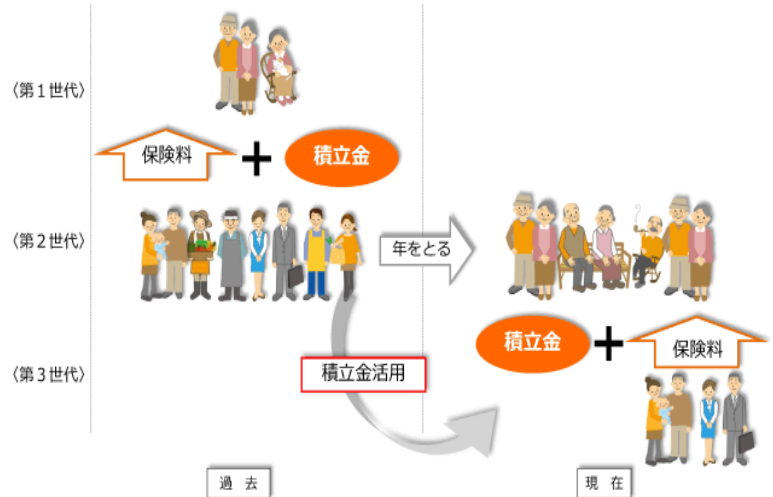 〈第1世代〉
保険料
+
積立金
〈第2世代〉
年をとる
積立金
+
保険料
〈第3世代〉
積立金活用
過 去
現 在